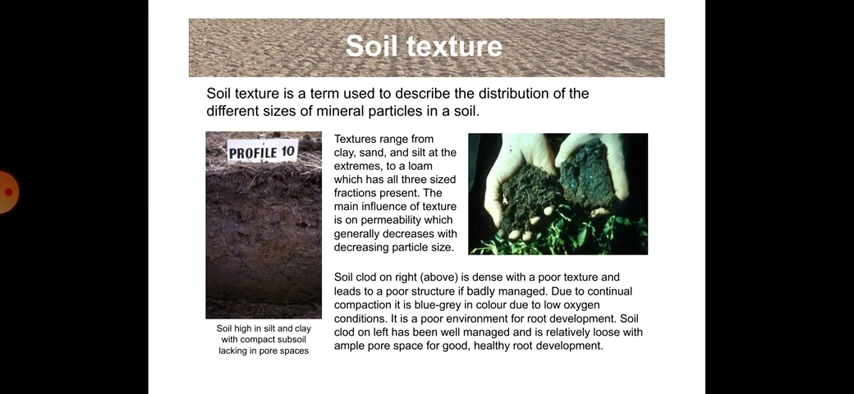 Soil texture
Soil texture is a term used to describe the distribution of the
different sizes of mineral particles in a soil.
PROFILE 10
Textures range from
clay, sand, and silt at the
extremes, to a loam
which has all three sized
fractions present. The
main influence of texture
is on permeability which
generally decreases with
decreasing particle size.
Soil clod on right (above) is dense with a poor texture and
leads to a poor structure if badly managed. Due to continual
compaction it is blue-grey in colour due to low oxygen
conditions. It is a poor environment for root development. Soil
clod on left has been well managed and is relatively loose with
ample pore space for good, healthy root development.
Soil high in silt and clay
with compact subsoil
lacking in pore spaces